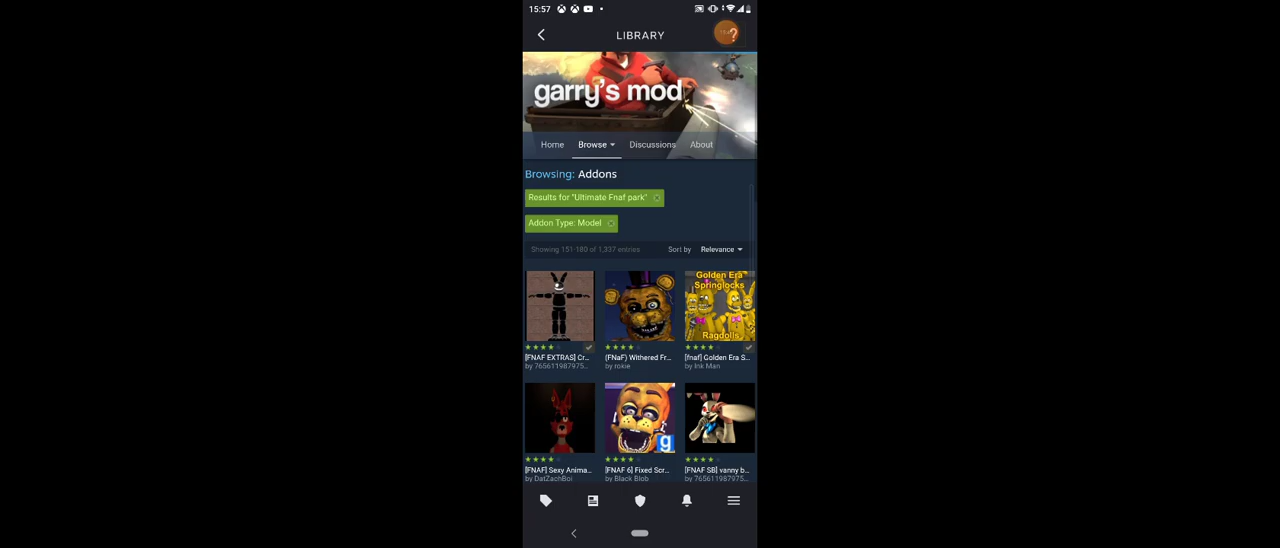 15:57
LIBRARY
garry's mod
Home Browse Discussions About
Browsing: Addons
Results for "Ultimate Fnaf park"
Addon Type: Model
Showing 151-180 of 1,337 entries Sort by Relevance
Golden Era
Springlocks
Ragdolls
[FNAF EXTRAS] Cr... (FNaF) Withered Fr... [fnaf] Golden Era S...
by 765611987975... by rokie by Ink Man
g
[FNAF] Sexy Anima... [FNAF 6] Fixed Scr... [FNAF SB] vanny b...
by DatZachBoi by Black Blob by 765611987975...